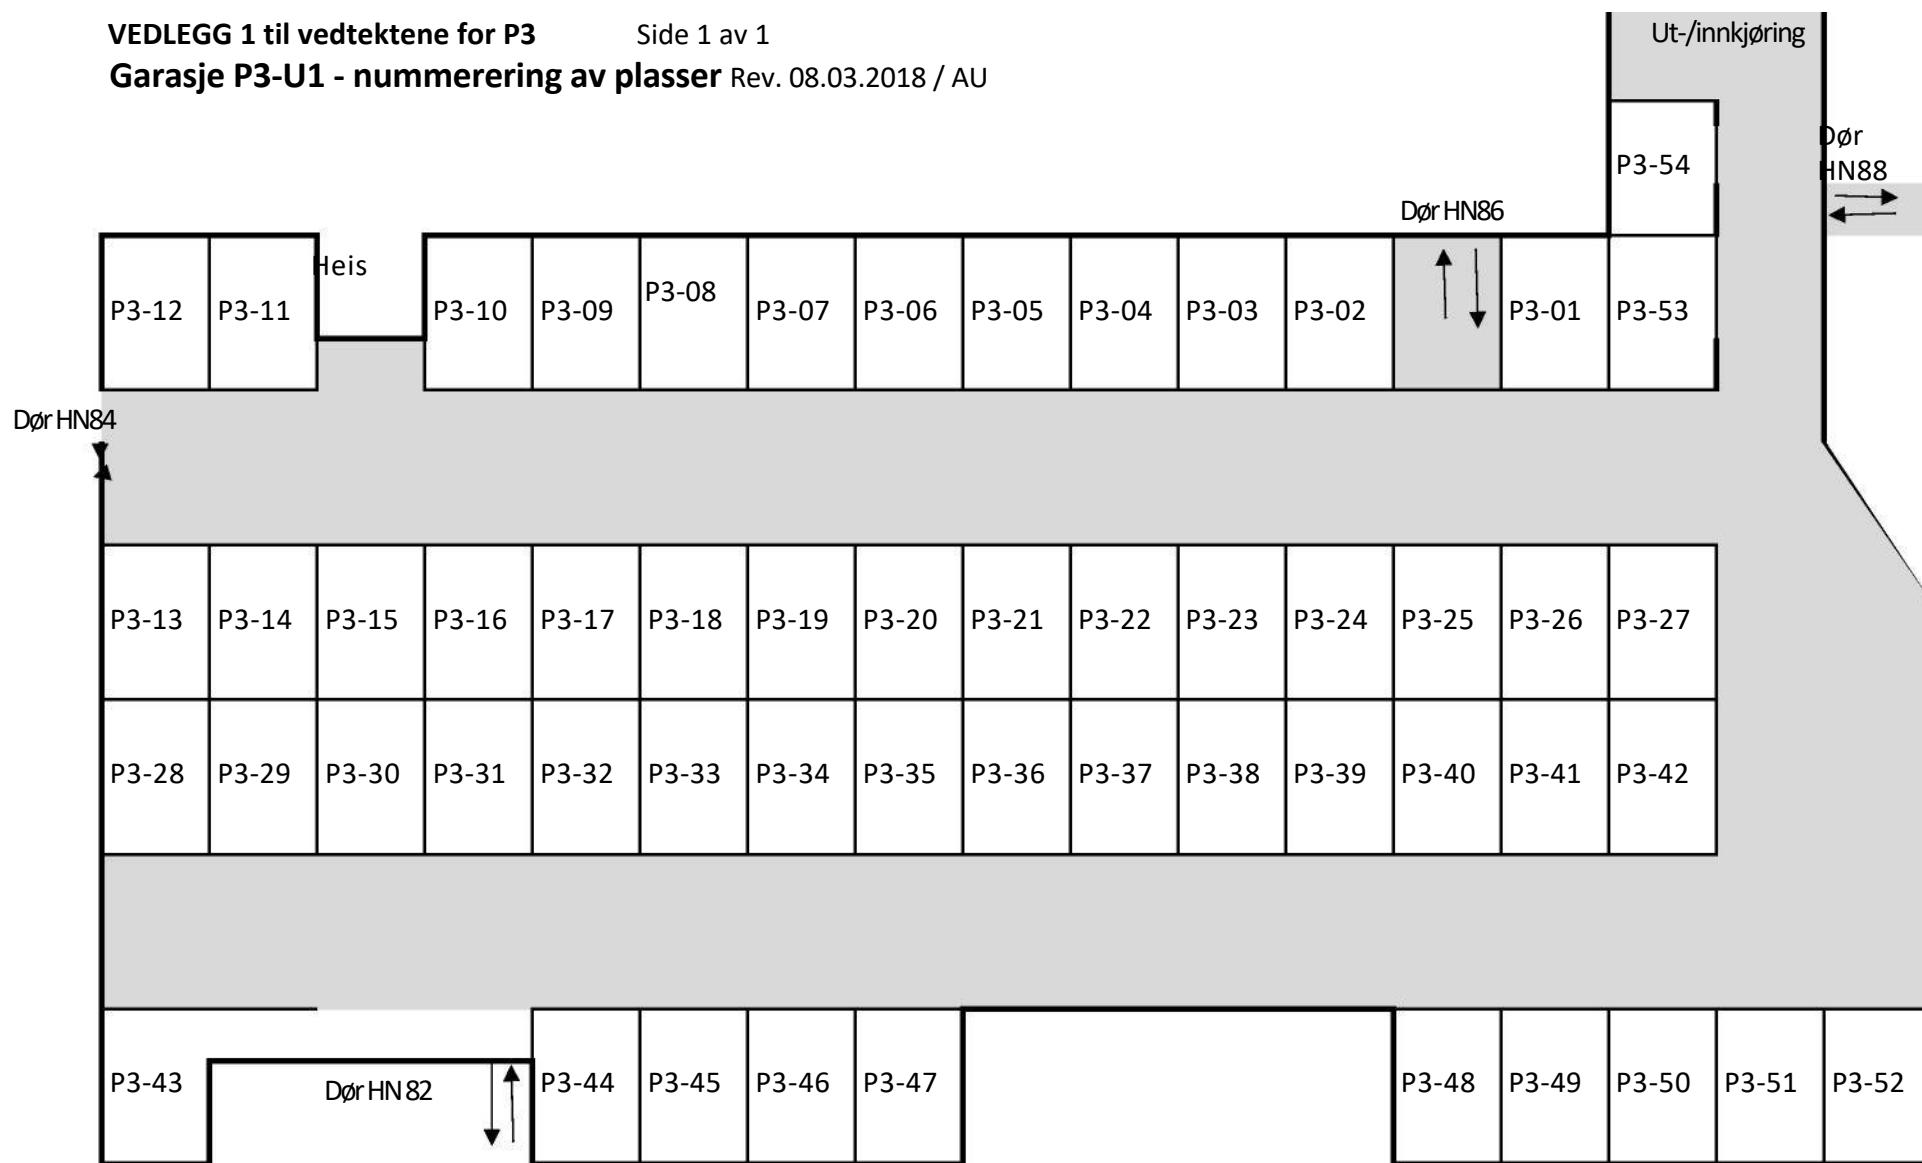 VEDLEGG 1 til vedtektene for P3 Side 1 av 1
Garasje P3-U1 - nummerering av plasser Rev. 08.03.2018 / AU
Ut-/innkjøring
Dør
HN88
P3-54
Dør HN86
Heis
P3-12 P3-11 P3-10 P3-09 P3-08 P3-07 P3-06 P3-05 P3-04 P3-03 P3-02 P3-01 P3-53
Dør HN84
P3-13 P3-14 P3-15 P3-16 P3-17 P3-18 P3-19 P3-20 P3-21 P3-22 P3-23 P3-24 P3-25 P3-26 P3-27
P3-28 P3-29 P3-30 P3-31 P3-32 P3-33 P3-34 P3-35 P3-36 P3-37 P3-38 P3-39 P3-40 P3-41 P3-42
P3-43 Dør HN 82 P3-44 P3-45 P3-46 P3-47 P3-48 P3-49 P3-50 P3-51 P3-52